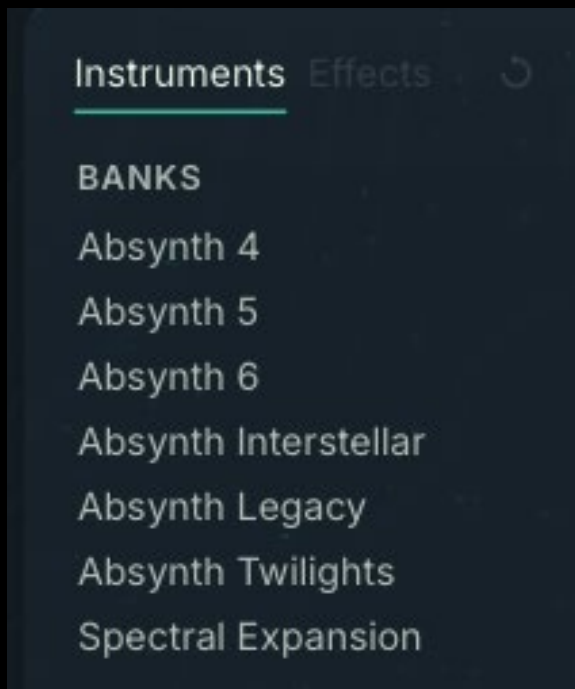 Instruments Effects
BANKS
Absynth 4
Absynth 5
Absynth 6
Absynth Interstellar
Absynth Legacy
Absynth Twilights
Spectral Expansion